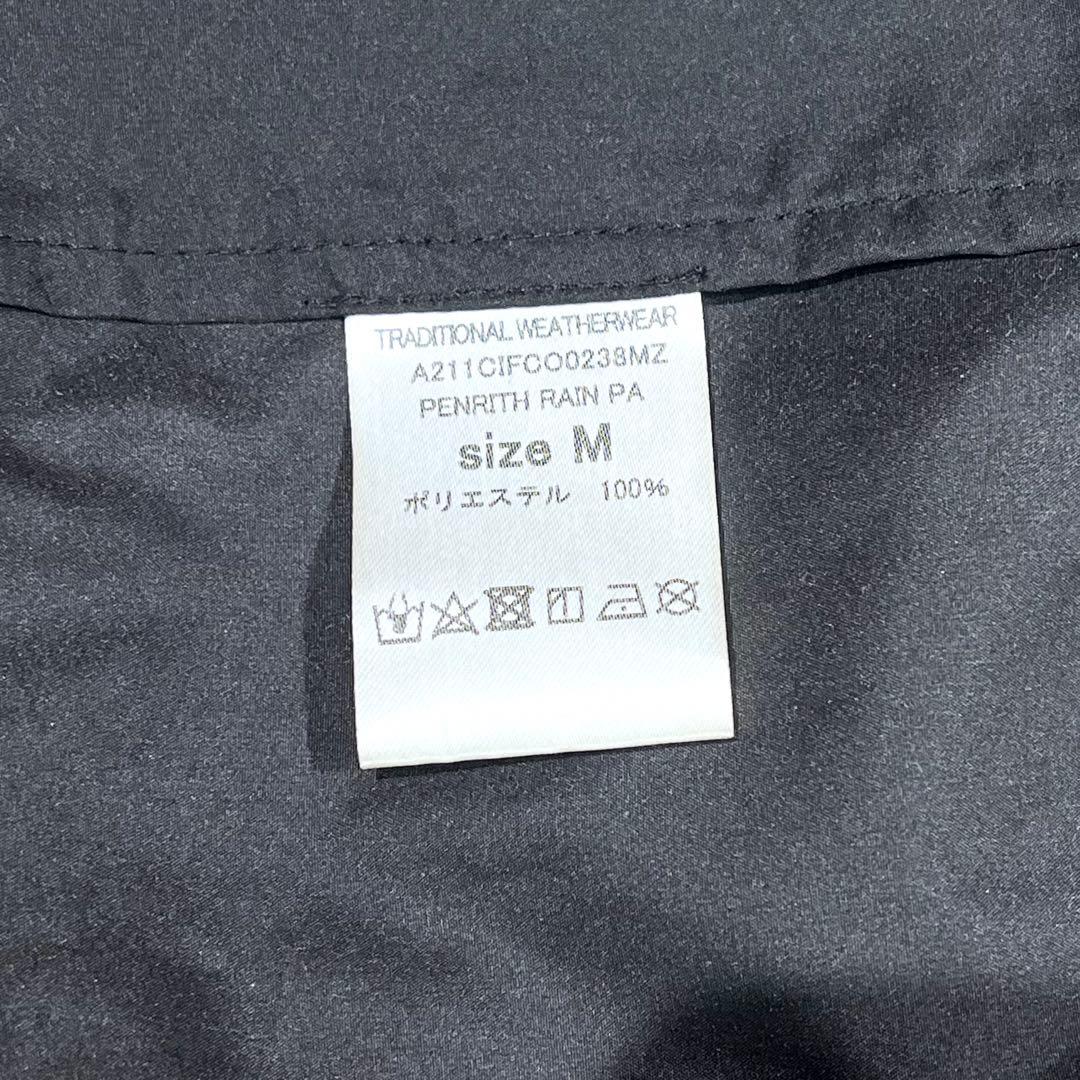 TRADITIONAL WEATHERWEAR
A211CIFCO0238MZ
PENRITH RAIN PA
size M
ポリエステル 100%